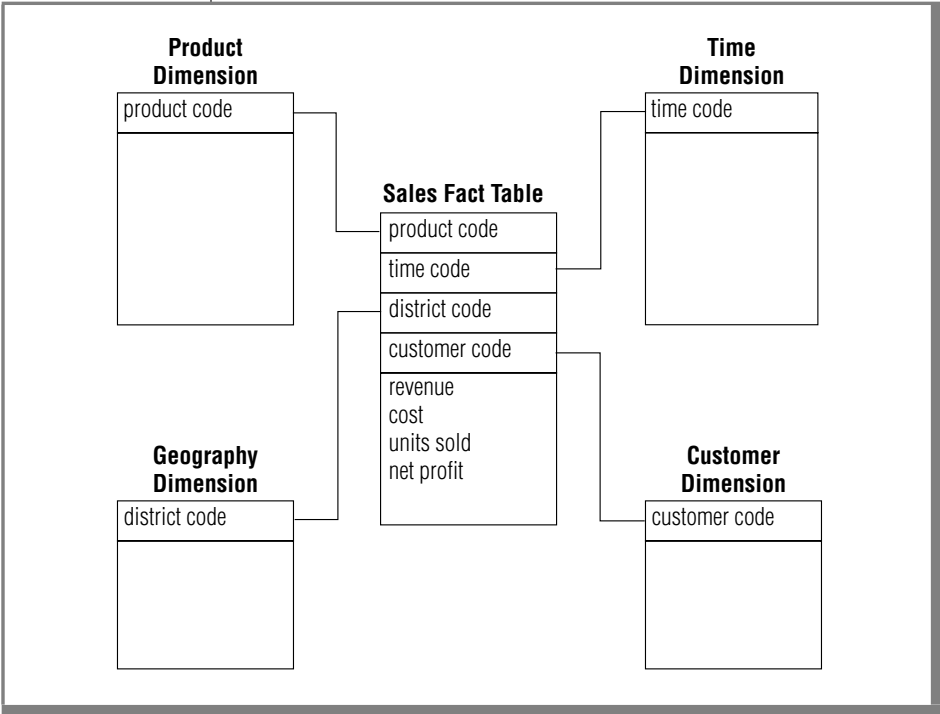 Product
Dimension
product code
Time
Dimension
time code
Sales Fact Table
product code
time code
district code
customer code
revenue
cost
units sold
net profit
Geography
Dimension
district code
Customer
Dimension
customer code